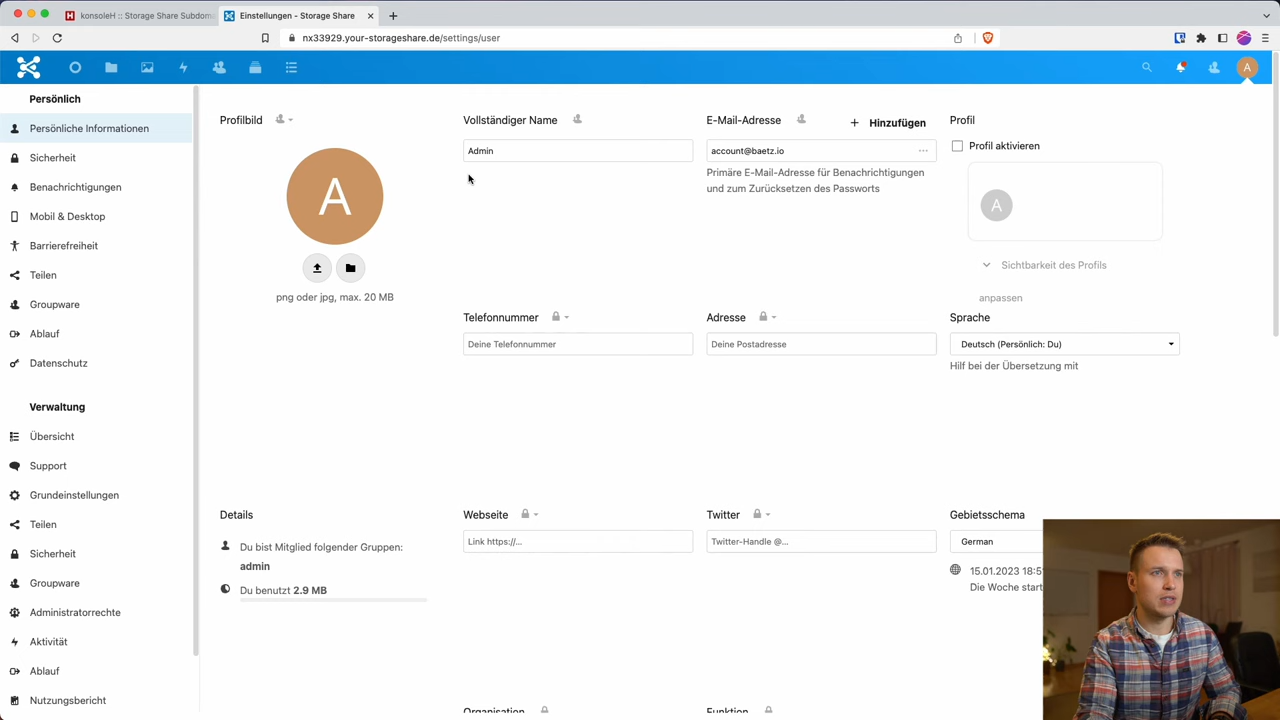 konsoleH :: Storage Share Subdom
Einstellungen - Storage Share
nx33929.your-storageshare.de/settings/user
A
Persönlich
Persönliche Informationen
Sicherheit
Benachrichtigungen
Mobil & Desktop
Barrierefreiheit
Teilen
Groupware
Ablauf
Datenschutz
Verwaltung
Übersicht
Support
Grundeinstellungen
Teilen
Sicherheit
Groupware
Administratorrechte
Aktivität
Ablauf
Nutzungsbericht
Profilbild
A
png oder jpg, max. 20 MB
Vollständiger Name
Admin
E-Mail-Adresse
+ Hinzufügen
account@baetz.io
Primäre E-Mail-Adresse für Benachrichtigungen
und zum Zurücksetzen des Passworts
Profil
Profil aktivieren
A
Sichtbarkeit des Profils
anpassen
Telefonnummer
Deine Telefonnummer
Adresse
Deine Postadresse
Sprache
Deutsch (Persönlich: Du)
Hilf bei der Übersetzung mit
Details
Du bist Mitglied folgender Gruppen:
admin
Du benutzt 2.9 MB
Webseite
Link https://...
Twitter
Twitter-Handle @...
Gebietsschema
German
15.01.2023 18:5
Die Woche start
Organisation
Funktion